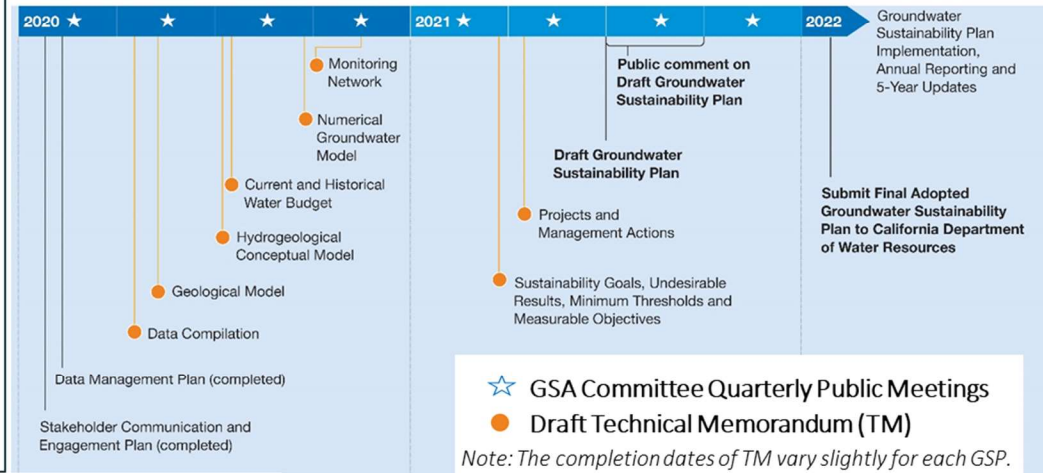 2020
2021
2022
Groundwater
Sustainability Plan
Implementation,
Annual Reporting and
5-Year Updates
Monitoring
Network
Public comment on
Draft Groundwater
Sustainability Plan
Numerical
Groundwater
Model
Draft Groundwater
Sustainability Plan
Current and Historical
Water Budget
Submit Final Adopted
Groundwater Sustainability
Plan to California Department
of Water Resources
Projects and
Management Actions
Hydrogeological
Conceptual Model
Geological Model
Sustainability Goals, Undesirable
Results, Minimum Thresholds and
Measurable Objectives
Data Compilation
Data Management Plan (completed)
Stakeholder Communication and
Engagement Plan (completed)
GSA Committee Quarterly Public Meetings
Draft Technical Memorandum (TM)
Note: The completion dates of TM vary slightly for each GSP.